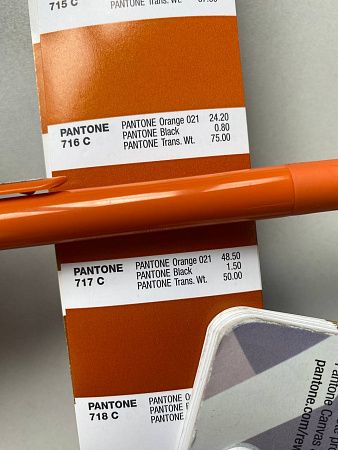 715 C
PANTONE Trans. Wt.
PANTONE
716 C
PANTONE Orange 021 24.20
PANTONE Black 0.80
PANTONE Trans. Wt. 75.00
PANTONE
717 C
PANTONE Orange 021 48.50
PANTONE Black 1.50
PANTONE Trans. Wt. 50.00
PANTONE
718 C
Pantone Canvas
pantone.com/rev